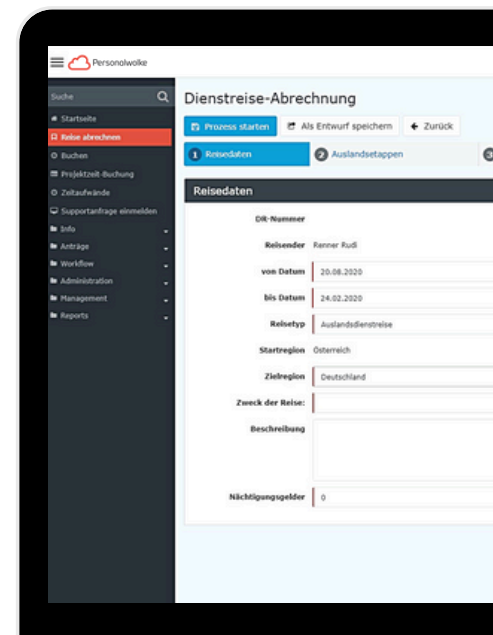 Personalwolke
Suche
Startseite
Reise abrechnen
Buchen
Projektzeit-Buchung
Zeitaufwände
Supportanfrage einmelden
Info
Anträge
Workflow
Administration
Management
Reports
Dienstreise-Abrechnung
Prozess starten Als Entwurf speichern Zurück
1 Reisedaten 2 Auslandsetappen 3
Reisedaten
DR-Nummer
Reisender Renner Rudi
von Datum 20.08.2020
bis Datum 24.02.2020
Reisetyp Auslandsdienstreise
Startregion Österreich
Zielregion Deutschland
Zweck der Reise:
Beschreibung
Nächtigungsgelder 0